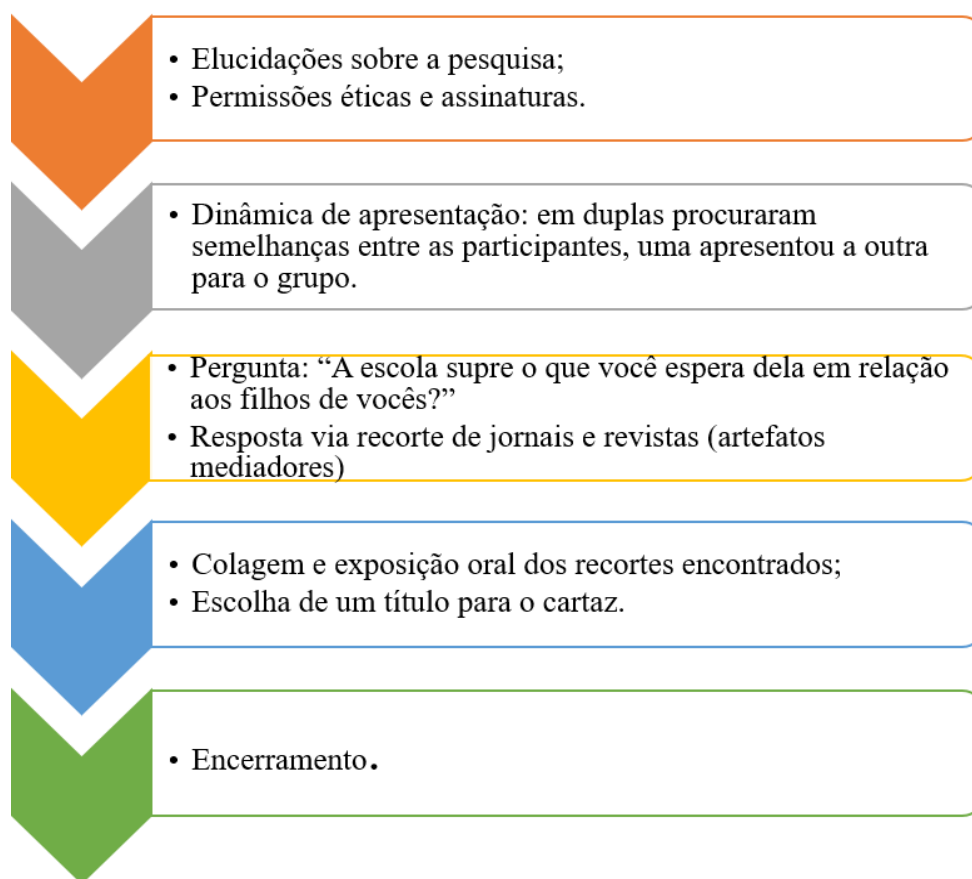 • Elucidações sobre a pesquisa;
• Permissões éticas e assinaturas.
• Dinâmica de apresentação: em duplas procuraram
semelhanças entre as participantes, uma apresentou a outra
para o grupo.
• Pergunta: “A escola supre o que você espera dela em relação
aos filhos de vocês?”
• Resposta via recorte de jornais e revistas (artefatos
mediadores)
• Colagem e exposição oral dos recortes encontrados;
• Escolha de um título para o cartaz.
• Encerramento.